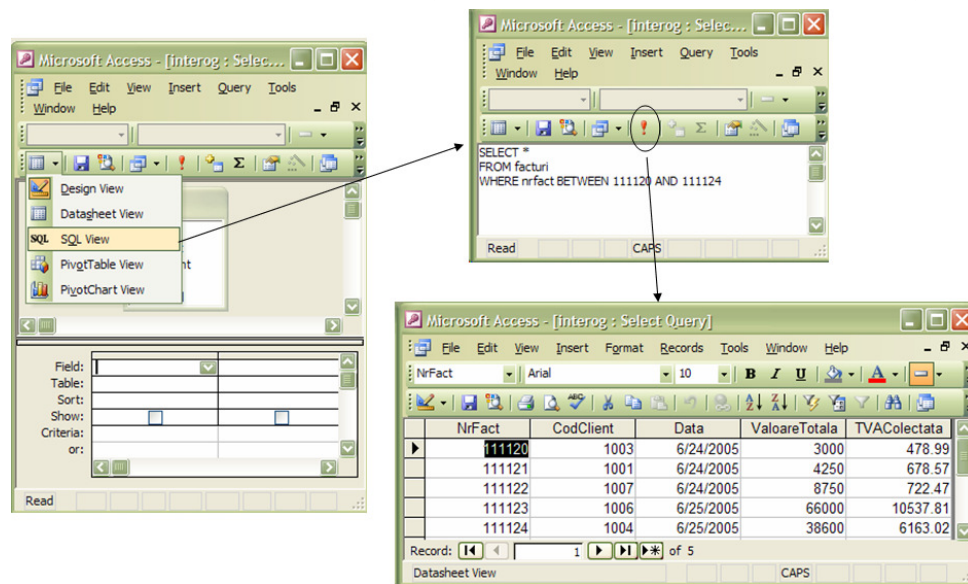 Microsoft Access - [interog : Selec...
File Edit View Insert Query Tools
Window Help
Design View
Datasheet View
SQL SQL View
PivotTable View
PivotChart View
nt
Field:
Table:
Sort:
Show:
Criteria:
or:
Read
Microsoft Access - [interog : Selec...
File Edit View Insert Query Tools
Window Help
SELECT *
FROM facturi
WHERE nrfact BETWEEN 111120 AND 111124
Read CAPS
Microsoft Access - [interog : Select Query]
File Edit View Insert Format Records Tools Window Help
NrFact Arial 10 B I U A
NrFact CodClient Data ValoareTotala TVAColectata
111120 1003 6/24/2005 3000 478.99
111121 1001 6/24/2005 4250 678.57
111122 1007 6/24/2005 8750 722.47
111123 1006 6/25/2005 66000 10537.81
111124 1004 6/25/2005 38600 6163.02
Record: 1 of 5
Datasheet View CAPS